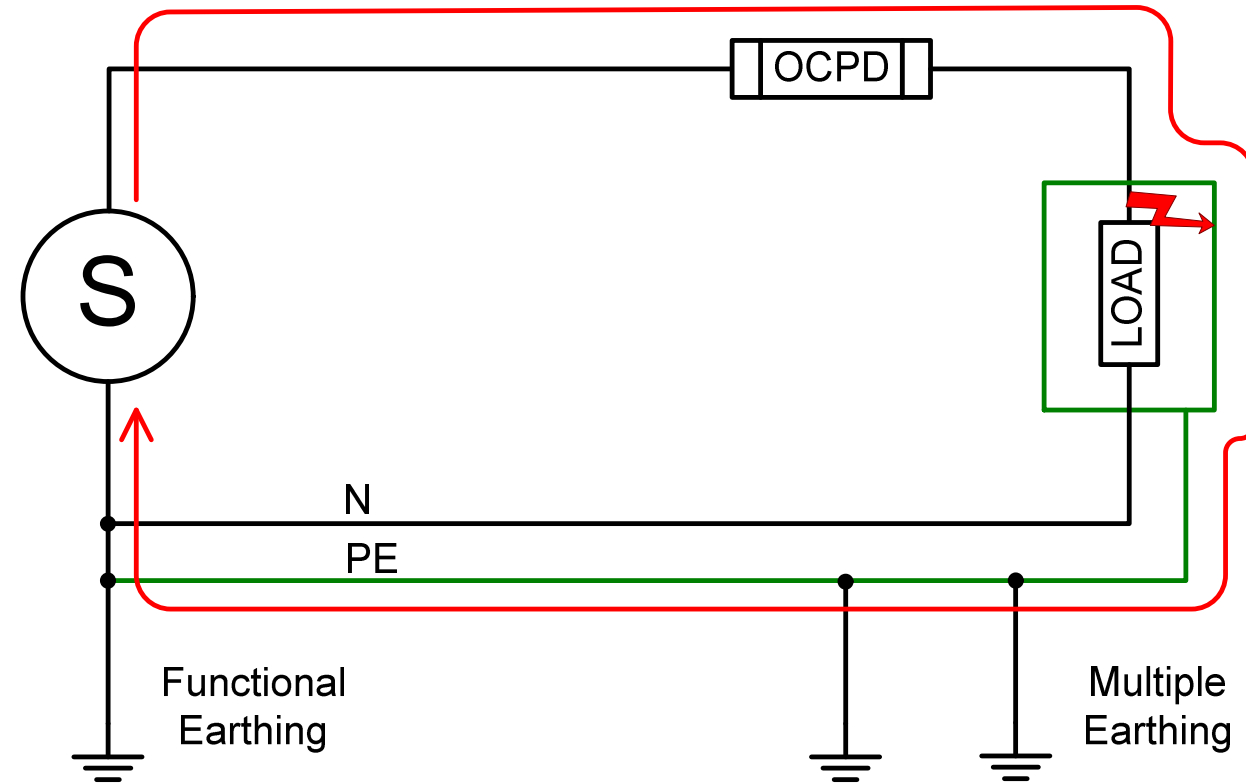 OCPD
S
LOAD
N
PE
Functional
Earthing
Multiple
Earthing